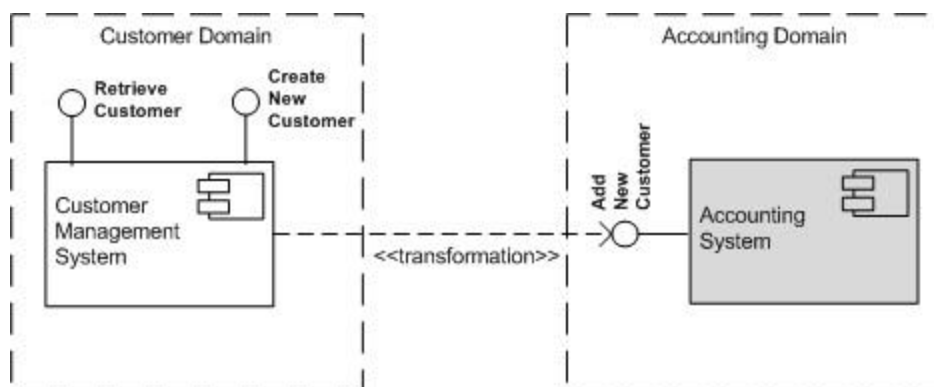 Customer Domain
Retrieve
Customer
Create
New
Customer
Customer
Management
System
<<transformation>>
Accounting Domain
Add
New
Customer
Accounting
System